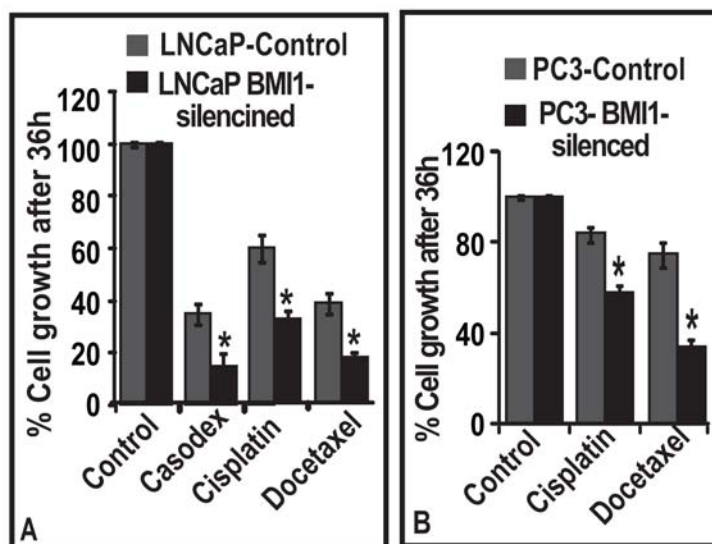 LNCaP-Control
LNCaP BMI1-
silencined
% Cell growth after 36h
120
100
80
60
40
20
0
Control
Casodex
Cisplatin
Docetaxel
A
PC3-Control
PC3- BMI1-
silenced
% Cell growth after 36h
120
80
40
0
Control
Cisplatin
Docetaxel
B
* * *
* *